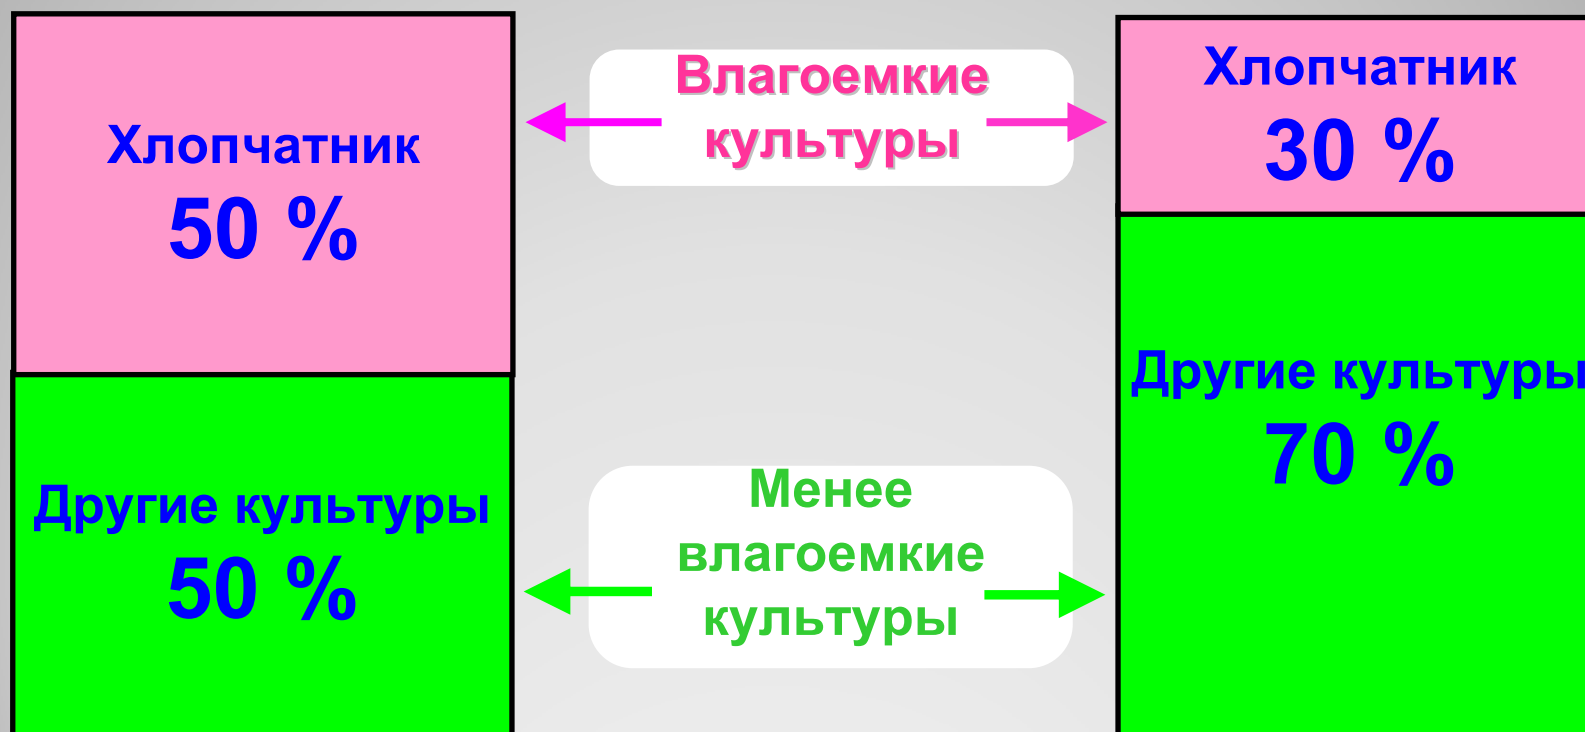 Хлопчатник
50 %
Другие культуры
50 %
Влагоемкие
культуры
Менее
влагоемкие
культуры
Хлопчатник
30 %
Другие культуры
70 %